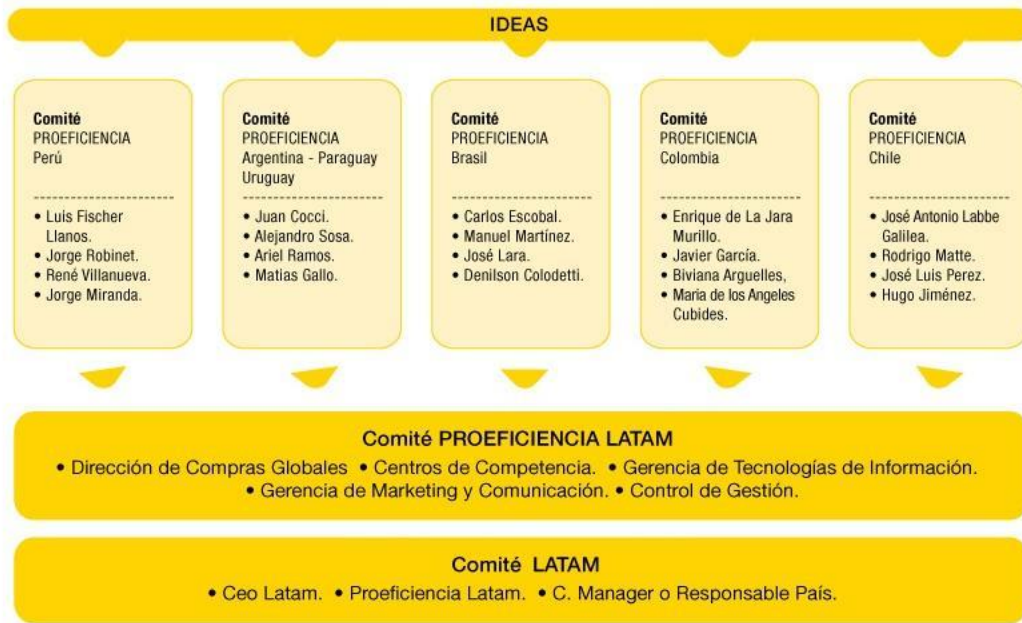 IDEAS
Comité
PROEFICIENCIA
Perú
• Luis Fischer
Llanos.
• Jorge Robinet.
• René Villanueva.
• Jorge Miranda.
Comité
PROEFICIENCIA
Argentina - Paraguay
Uruguay
• Juan Cocci.
• Alejandro Sosa.
• Ariel Ramos.
• Matias Gallo.
Comité
PROEFICIENCIA
Brasil
• Carlos Escobal.
• Manuel Martínez.
• José Lara.
• Denilson Colodetti.
Comité
PROEFICIENCIA
Colombia
• Enrique de La Jara
Murillo.
• Javier García.
• Biviana Arguelles,
• Maria de los Angeles
Cubides.
Comité
PROEFICIENCIA
Chile
• José Antonio Labbe
Galilea.
• Rodrigo Matte.
• José Luis Perez.
• Hugo Jiménez.
Comité PROEFICIENCIA LATAM
• Dirección de Compras Globales • Centros de Competencia. • Gerencia de Tecnologías de Información.
• Gerencia de Marketing y Comunicación. • Control de Gestión.
Comité LATAM
• Ceo Latam. • Proeficiencia Latam. • C. Manager o Responsable País.